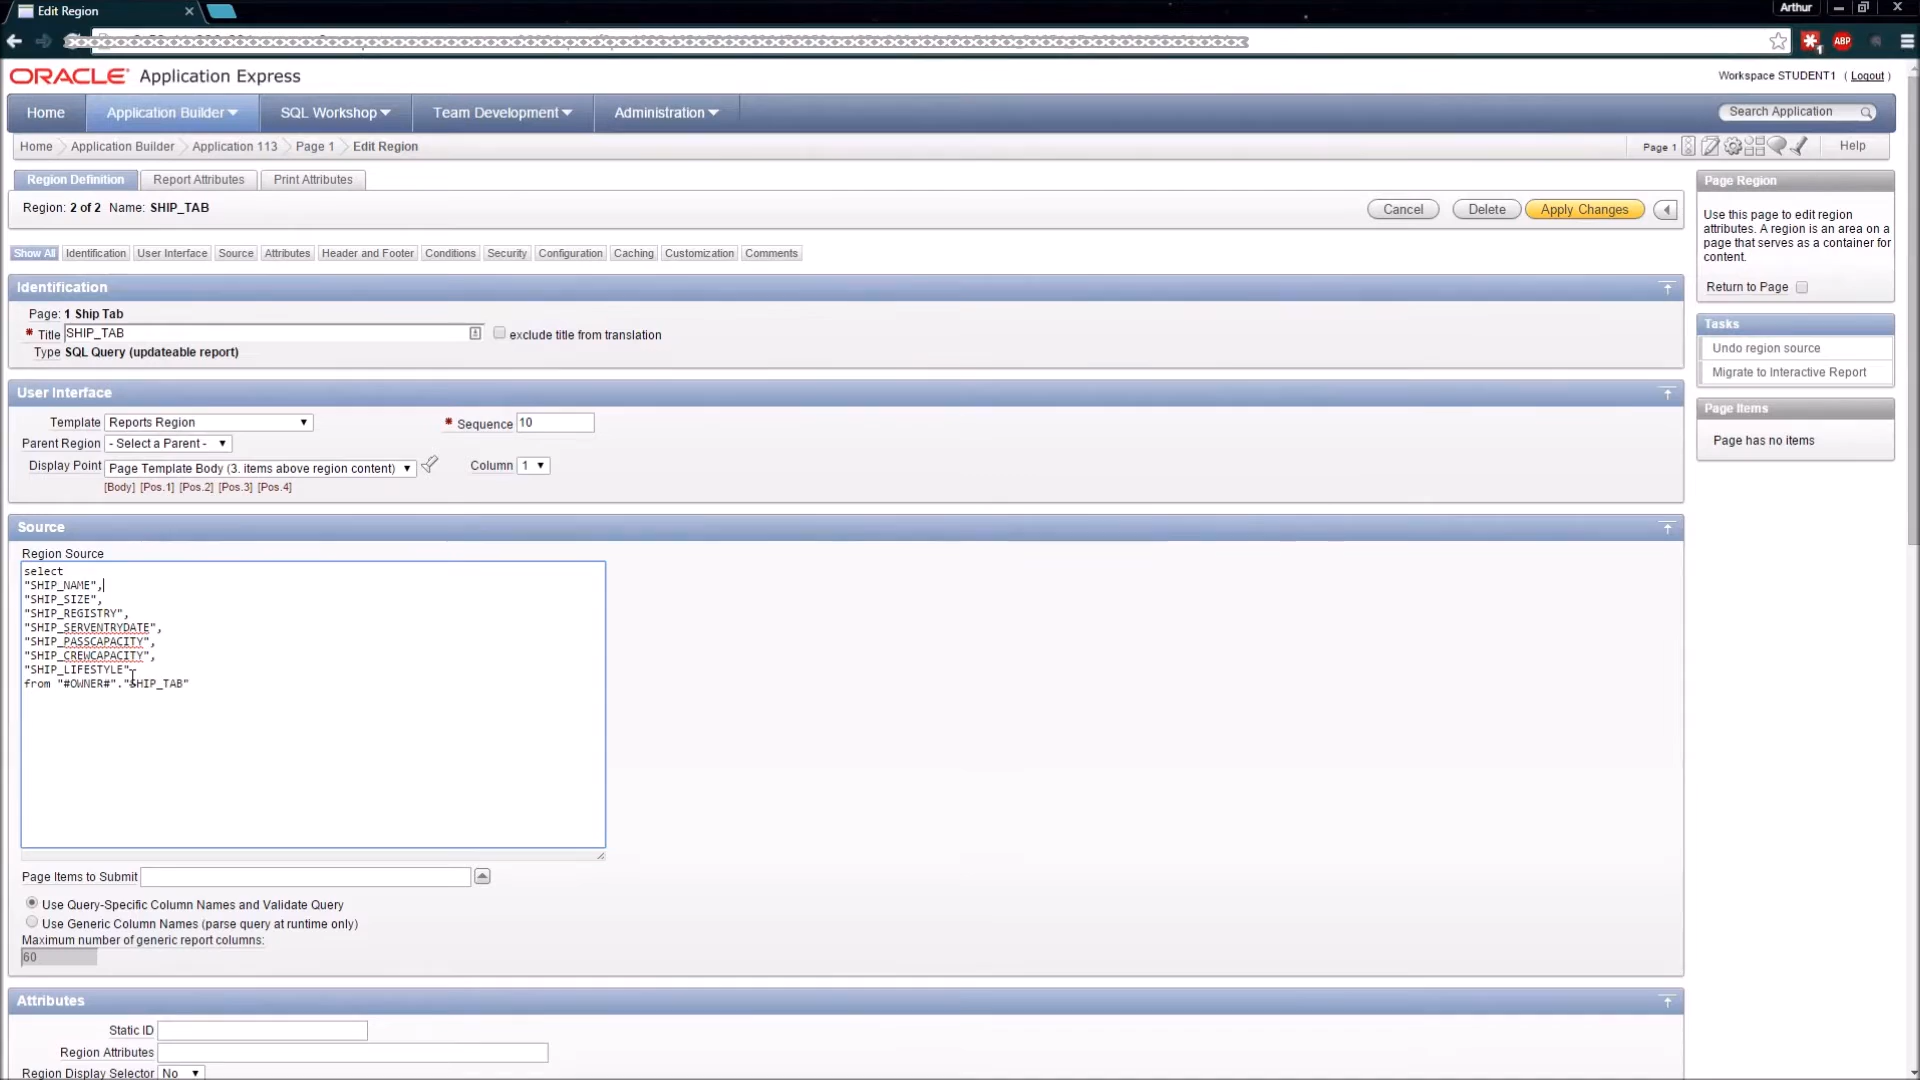 Edit Region
Arthur
ABP
1
ORACLE Application Express
Workspace STUDENT1 ( Logout )
Home
Application Builder
SQL Workshop
Team Development
Administration
Search Application
Home
Application Builder
Application 113
Page 1
Edit Region
Page 1
Help
Region Definition
Report Attributes
Print Attributes
Region: 2 of 2 Name: SHIP_TAB
Cancel
Delete
Apply Changes
Show All
Identification
User Interface
Source
Attributes
Header and Footer
Conditions
Security
Configuration
Caching
Customization
Comments
Identification
Page: 1 Ship Tab
* Title SHIP_TAB
exclude title from translation
Type SQL Query (updateable report)
User Interface
Template Reports Region
* Sequence 10
Parent Region - Select a Parent -
Display Point Page Template Body (3. items above region content)
Column 1
[Body] [Pos.1] [Pos.2] [Pos.3] [Pos.4]
Source
Region Source
select
"SHIP_NAME",
"SHIP_SIZE",
"SHIP_REGISTRY",
"SHIP_SERVENTRYDATE",
"SHIP_PASSCAPACITY",
"SHIP_CREWCAPACITY",
"SHIP_LIFESTYLE"
from "#OWNER#"."SHIP_TAB"
Page Items to Submit
Use Query-Specific Column Names and Validate Query
Use Generic Column Names (parse query at runtime only)
Maximum number of generic report columns:
60
Attributes
Static ID
Region Attributes
Region Display Selector No
Page Region
Use this page to edit region
attributes. A region is an area on a
page that serves as a container for
content.
Return to Page
Tasks
Undo region source
Migrate to Interactive Report
Page Items
Page has no items